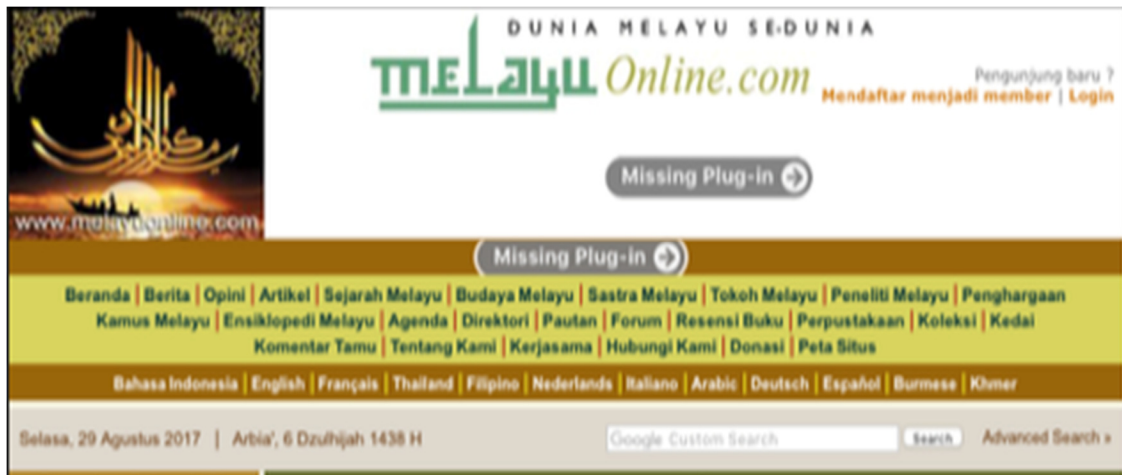 DUNIA MELAYU SEDUNIA
meLayu Online.com
Pengunjung baru ?
Mendaftar menjadi member | Login
Missing Plug-in
www.melayuonline.com
Missing Plug-in
Beranda | Berita | Opini | Artikel | Sejarah Melayu | Budaya Melayu | Sastra Melayu | Tokoh Melayu | Peneliti Melayu | Penghargaan
Kamus Melayu | Ensiklopedi Melayu | Agenda | Direktori | Pautan | Forum | Resensi Buku | Perpustakaan | Koleksi | Kedai
Komentar Tamu | Tentang Kami | Kerjasama | Hubungi Kami | Donasi | Peta Situs
Bahasa Indonesia | English | Français | Thailand | Filipino | Nederlands | Italiano | Arabic | Deutsch | Español | Burmese | Khmer
Selasa, 29 Agustus 2017 | Arbia', 6 Dzulhijah 1438 H Google Custom Search Search Advanced Search »